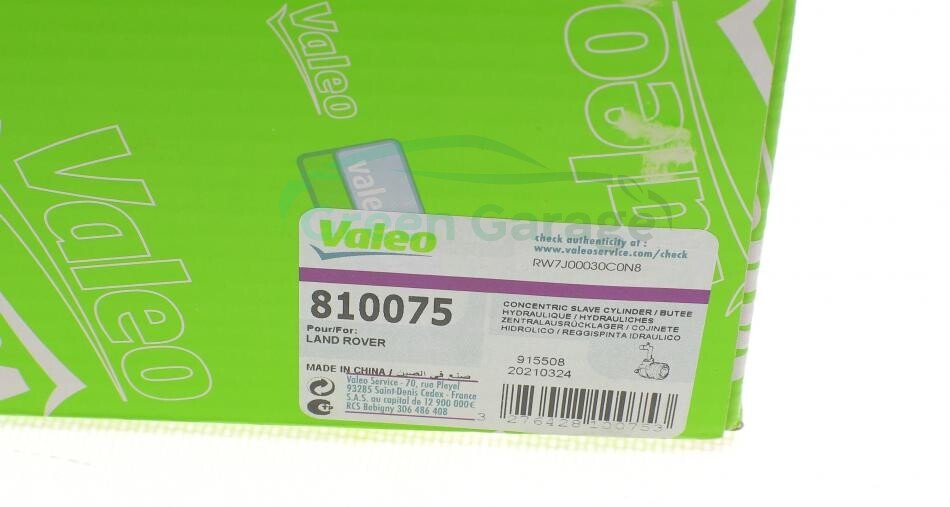 Valeo
Valeo
Valeo
valeo
Green Garage
Valeo
check authenticity at :
www.valeoservice.com/check
RW7J00030C0N8
810075
Pour/For:
LAND ROVER
CONCENTRIC SLAVE CYLINDER / BUTEE
HYDRAULIQUE / HYDRAULICHES
ZENTRALAUSRÜCKLAGER / COJINETE
HIDROLICO / REGGISPINTA IDRAULICO
915508
20210324
MADE IN CHINA / صنع في الصين
Valeo Service - 70, rue Pleyel
93285 Saint-Denis Cedex - France
S.A.S. au capital de 12 900 000€
RCS Bobigny 306 486 408
3 276428 100753